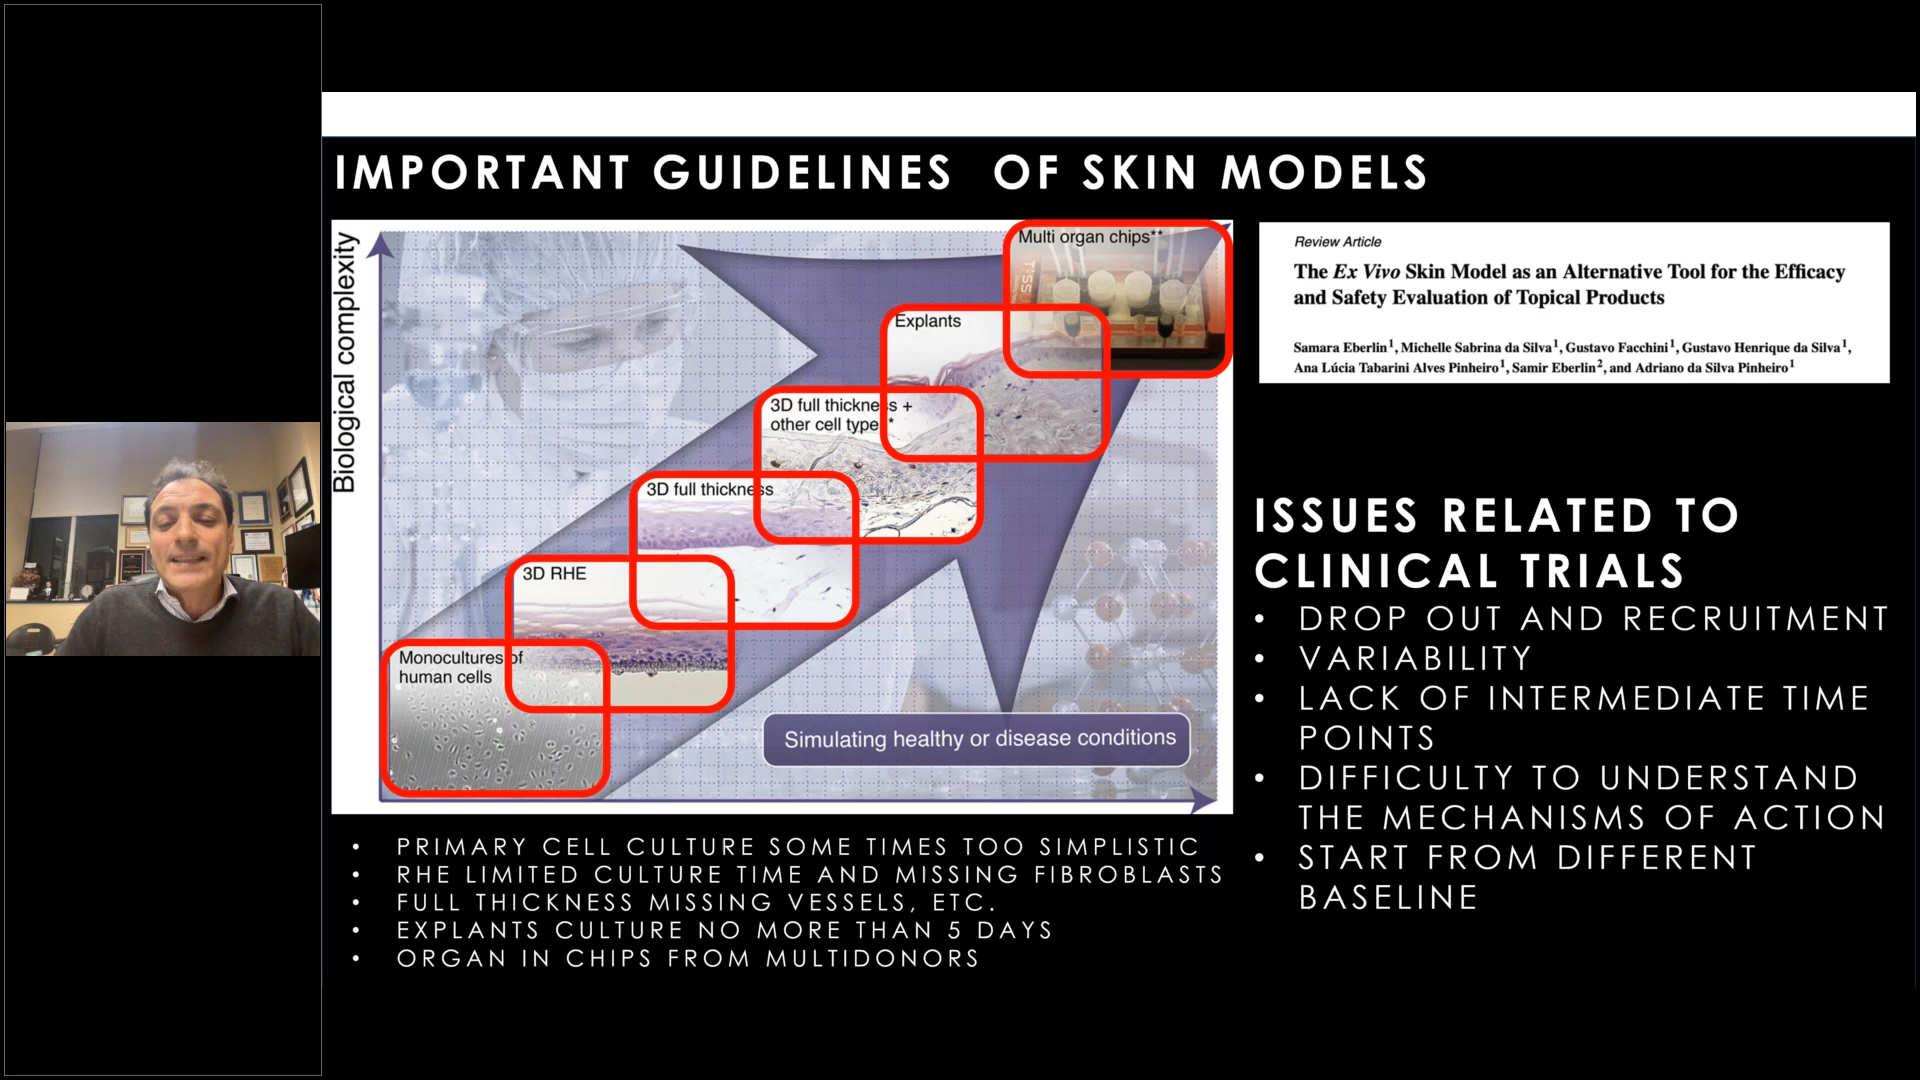 IMPORTANT GUIDELINES OF SKIN MODELS
Biological complexity
Multi organ chips**
Explants
3D full thickness +
other cell type *
3D full thickness
3D RHE
Monocultures of
human cells
Simulating healthy or disease conditions
• PRIMARY CELL CULTURE SOME TIMES TOO SIMPLISTIC
• RHE LIMITED CULTURE TIME AND MISSING FIBROBLASTS
• FULL THICKNESS MISSING VESSELS, ETC.
• EXPLANTS CULTURE NO MORE THAN 5 DAYS
• ORGAN IN CHIPS FROM MULTIDONORS
Review Article
The Ex Vivo Skin Model as an Alternative Tool for the Efficacy
and Safety Evaluation of Topical Products
Samara Eberlin¹, Michelle Sabrina da Silva¹, Gustavo Facchini¹, Gustavo Henrique da Silva¹,
Ana Lúcia Tabarini Alves Pinheiro¹, Samir Eberlin², and Adriano da Silva Pinheiro¹
ISSUES RELATED TO
CLINICAL TRIALS
• DROP OUT AND RECRUITMENT
• VARIABILITY
• LACK OF INTERMEDIATE TIME
POINTS
• DIFFICULTY TO UNDERSTAND
THE MECHANISMS OF ACTION
• START FROM DIFFERENT
BASELINE